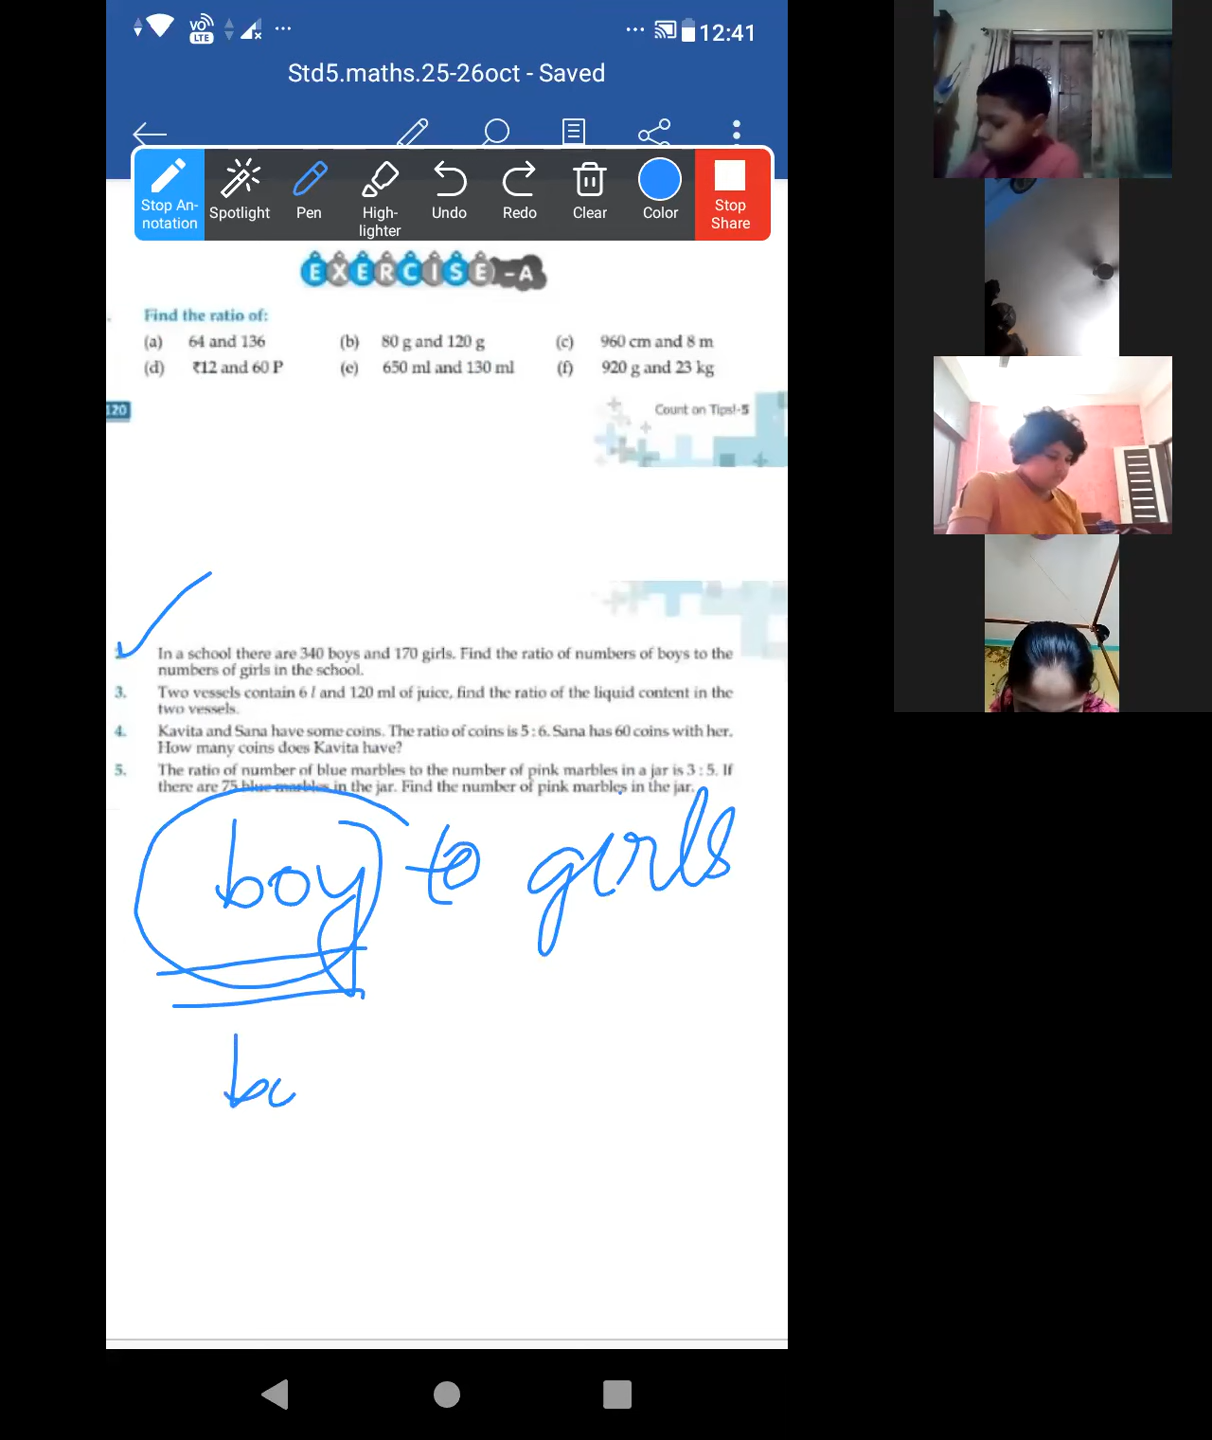 VO LTE 12:41
Std5.maths.25-26oct - Saved
Stop An-notation Spotlight Pen High-lighter Undo Redo Clear Color Stop Share
EXERCISE-A
Find the ratio of:
(a) 64 and 136 (b) 80 g and 120 g (c) 960 cm and 8 m
(d) ₹12 and 60 P (e) 650 ml and 130 ml (f) 920 g and 23 kg
120 Count on Tips!-5
In a school there are 340 boys and 170 girls. Find the ratio of numbers of boys to the
numbers of girls in the school.
3. Two vessels contain 6 l and 120 ml of juice, find the ratio of the liquid content in the
two vessels.
4. Kavita and Sana have some coins. The ratio of coins is 5 : 6. Sana has 60 coins with her.
How many coins does Kavita have?
5. The ratio of number of blue marbles to the number of pink marbles in a jar is 3 : 5. If
there are 75 blue marbles in the jar. Find the number of pink marbles in the jar.
boy to girls
bo